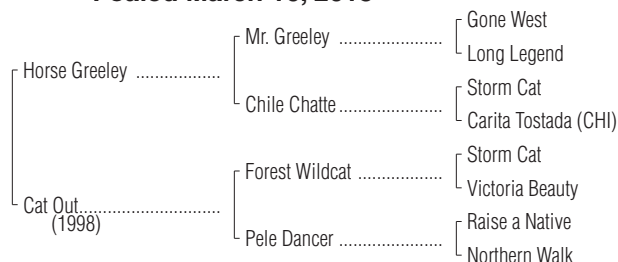 Foaled March
Gone West
Mr. Greeley ......................
Long Legend
Horse Greeley ..................
Storm Cat
Chile Chatte ......................
Carita Tostada (CHI)
Storm Cat
Forest Wildcat ..................
Victoria Beauty
Cat Out..............................
(1998)
Raise a Native
Pele Dancer ......................
Northern Walk